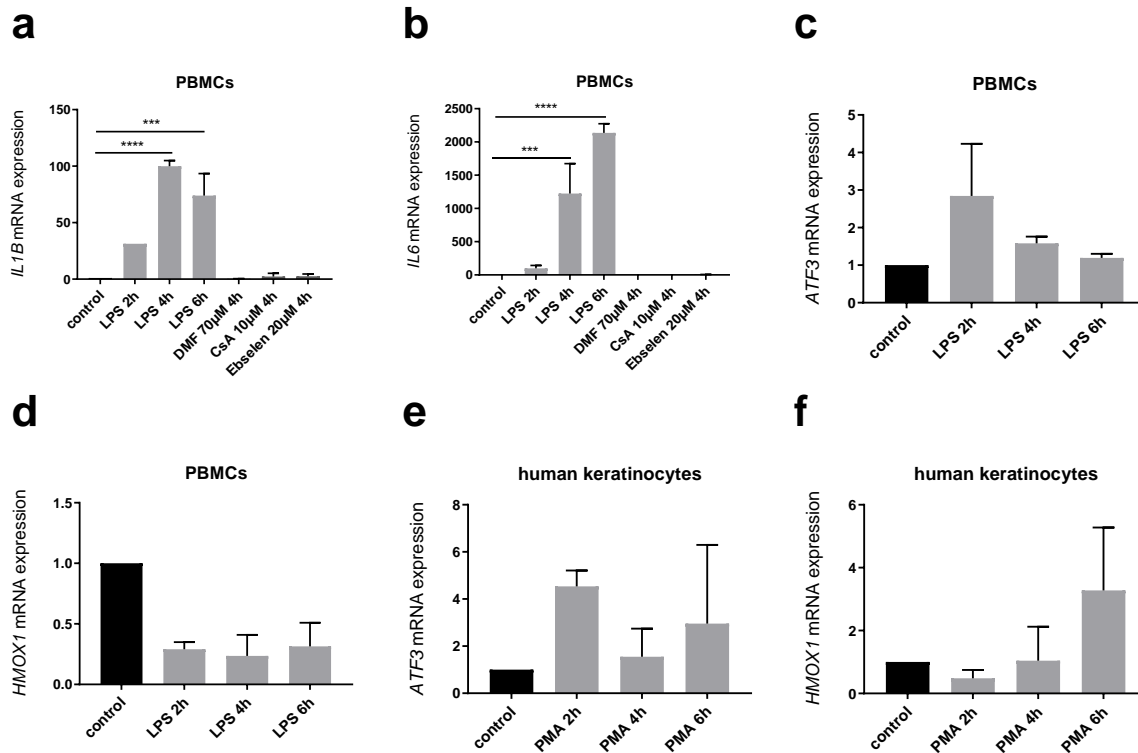 a
PBMCs
IL1B mRNA expression
150
100
50
0
***
****
control
LPS 2h
LPS 4h
LPS 6h
DMF 70µM 4h
CsA 10µM 4h
Ebselen 20µM 4h
b
PBMCs
IL6 mRNA expression
2500
2000
1500
1000
500
0
****
***
control
LPS 2h
LPS 4h
LPS 6h
DMF 70µM 4h
CsA 10µM 4h
Ebselen 20µM 4h
c
PBMCs
ATF3 mRNA expression
5
4
3
2
1
0
control
LPS 2h
LPS 4h
LPS 6h
d
PBMCs
HMOX1 mRNA expression
1.5
1.0
0.5
0.0
control
LPS 2h
LPS 4h
LPS 6h
e
human keratinocytes
ATF3 mRNA expression
8
6
4
2
0
control
PMA 2h
PMA 4h
PMA 6h
f
human keratinocytes
HMOX1 mRNA expression
6
4
2
0
control
PMA 2h
PMA 4h
PMA 6h